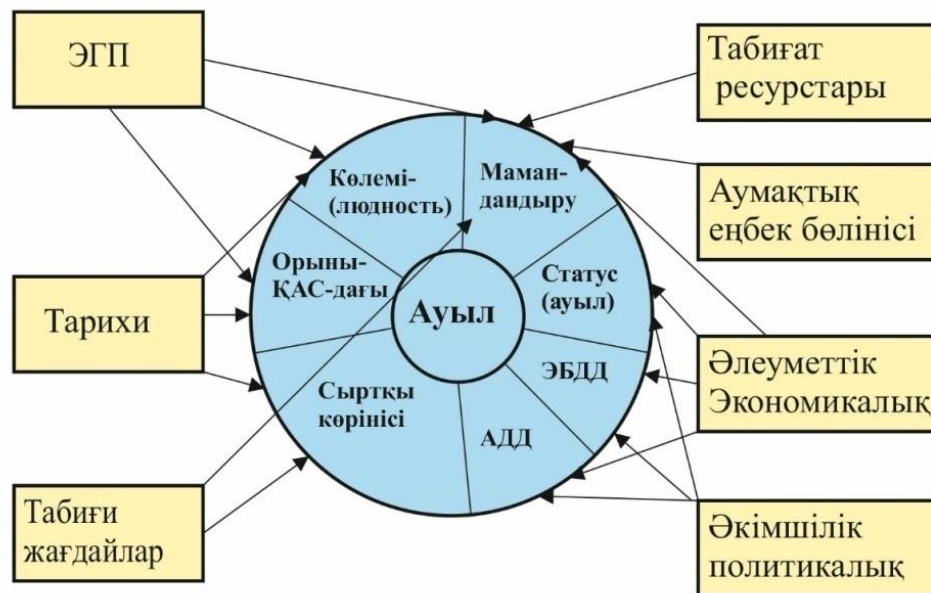 ЭГП
Табиғат
ресурстары
Көлемі-
(людность)
Маман-
дандыру
Аумақтық
еңбек бөлінісі
Орыны-
ҚАС-дағы
Статус
(ауыл)
Тарихи
Ауыл
Әлеуметтік
Экономикалық
ЭБДД
Сыртқы
көрінісі
АДД
Табиғи
жағдайлар
Әкімшілік
политикалық